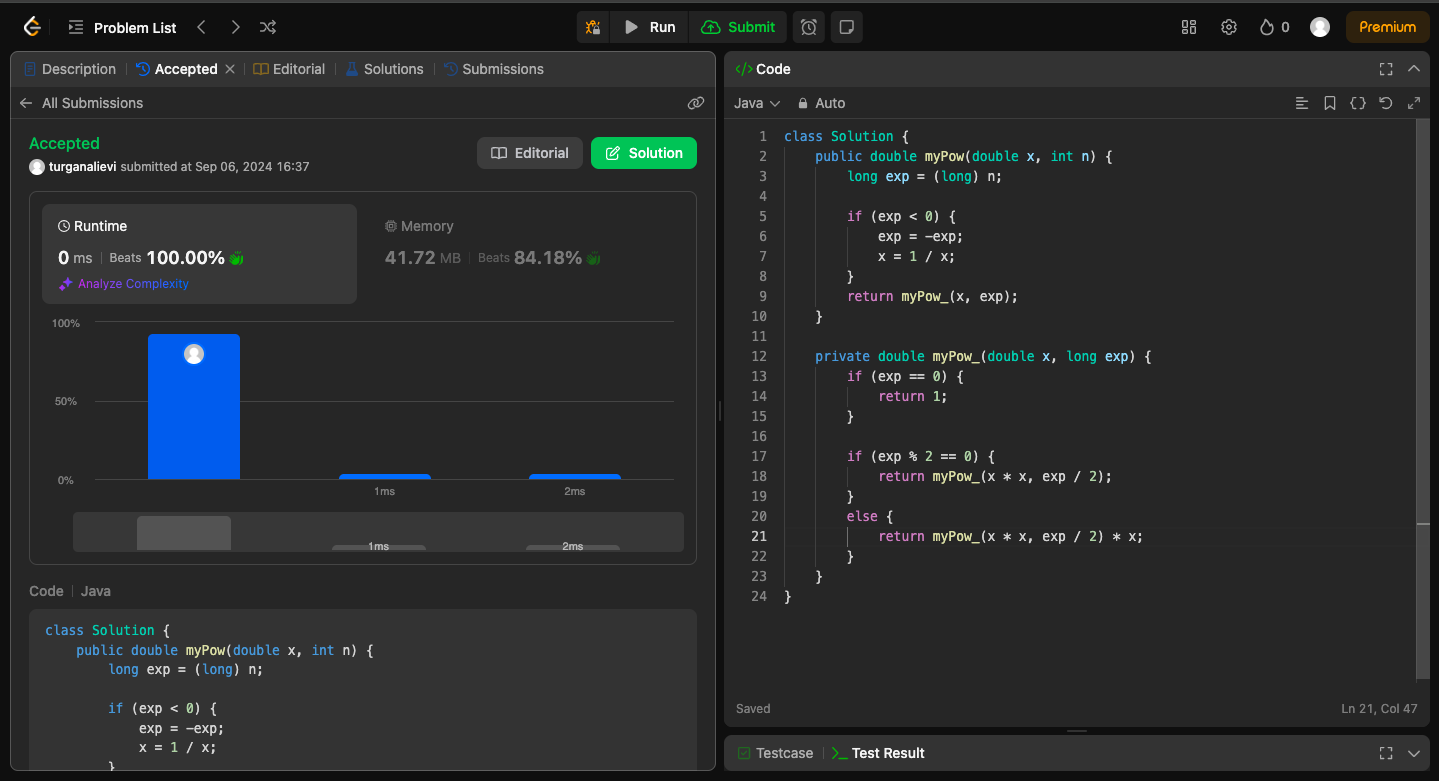 Problem List
Run
Submit
0
Premium
Description
Accepted
Editorial
Solutions
Submissions
All Submissions
Accepted
turganalievi submitted at Sep 06, 2024 16:37
Editorial
Solution
Runtime
0 ms
Beats 100.00%
Analyze Complexity
Memory
41.72 MB
Beats 84.18%
100%
50%
0%
1ms
2ms
1ms
2ms
Code
Java
class Solution {
public double myPow(double x, int n) {
long exp = (long) n;
if (exp < 0) {
exp = -exp;
x = 1 / x;
}
Code
Java
Auto
1 class Solution {
2 public double myPow(double x, int n) {
3 long exp = (long) n;
4
5 if (exp < 0) {
6 exp = -exp;
7 x = 1 / x;
8 }
9 return myPow_(x, exp);
10 }
11
12 private double myPow_(double x, long exp) {
13 if (exp == 0) {
14 return 1;
15 }
16
17 if (exp % 2 == 0) {
18 return myPow_(x * x, exp / 2);
19 }
20 else {
21 return myPow_(x * x, exp / 2) * x;
22 }
23 }
24 }
Saved
Ln 21, Col 47
Testcase
Test Result